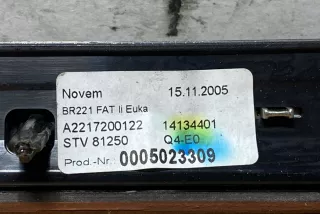 Novem 15.11.2005
BR221 FAT li Euka
A2217200122 14134401
STV 81250 Q4-E0
Prod.-Nr. 0005023309